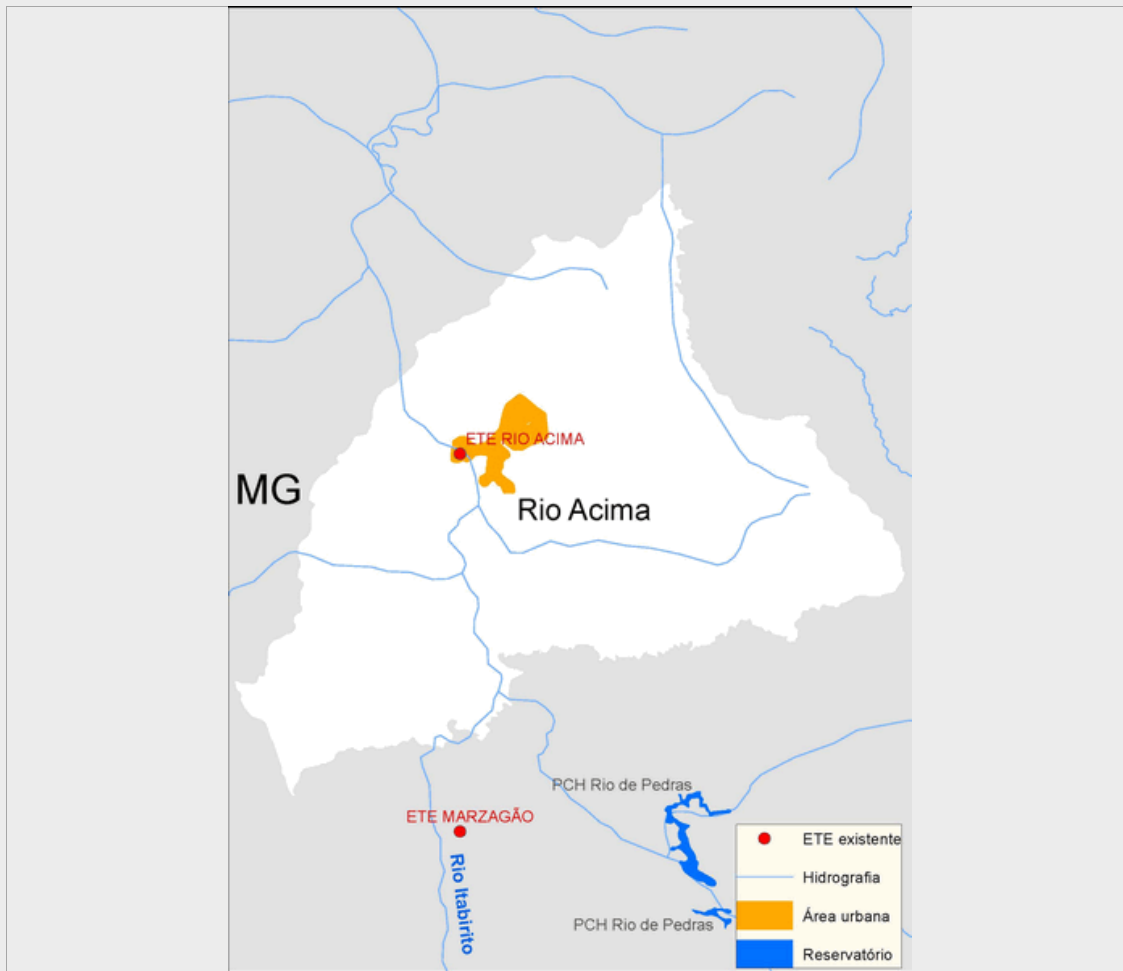 ETE RIO ACIMA
MG
Rio Acima
PCH Rio de Pedras
ETE MARZAGÃO
Rio Itabirito
PCH Rio de Pedras
ETE existente
Hidrografia
Área urbana
Reservatório